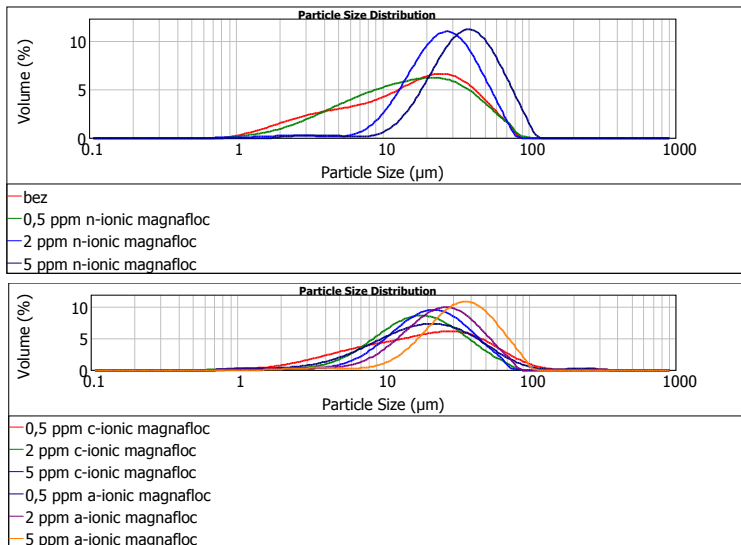 Particle Size Distribution
Volume (%)
10
5
0
0.1 1 10 100 1000
Particle Size (µm)
bez
0,5 ppm n-ionic magnafloc
2 ppm n-ionic magnafloc
5 ppm n-ionic magnafloc
Particle Size Distribution
Volume (%)
10
5
0
0.1 1 10 100 1000
Particle Size (µm)
0,5 ppm c-ionic magnafloc
2 ppm c-ionic magnafloc
5 ppm c-ionic magnafloc
0,5 ppm a-ionic magnafloc
2 ppm a-ionic magnafloc
5 ppm a-ionic magnafloc